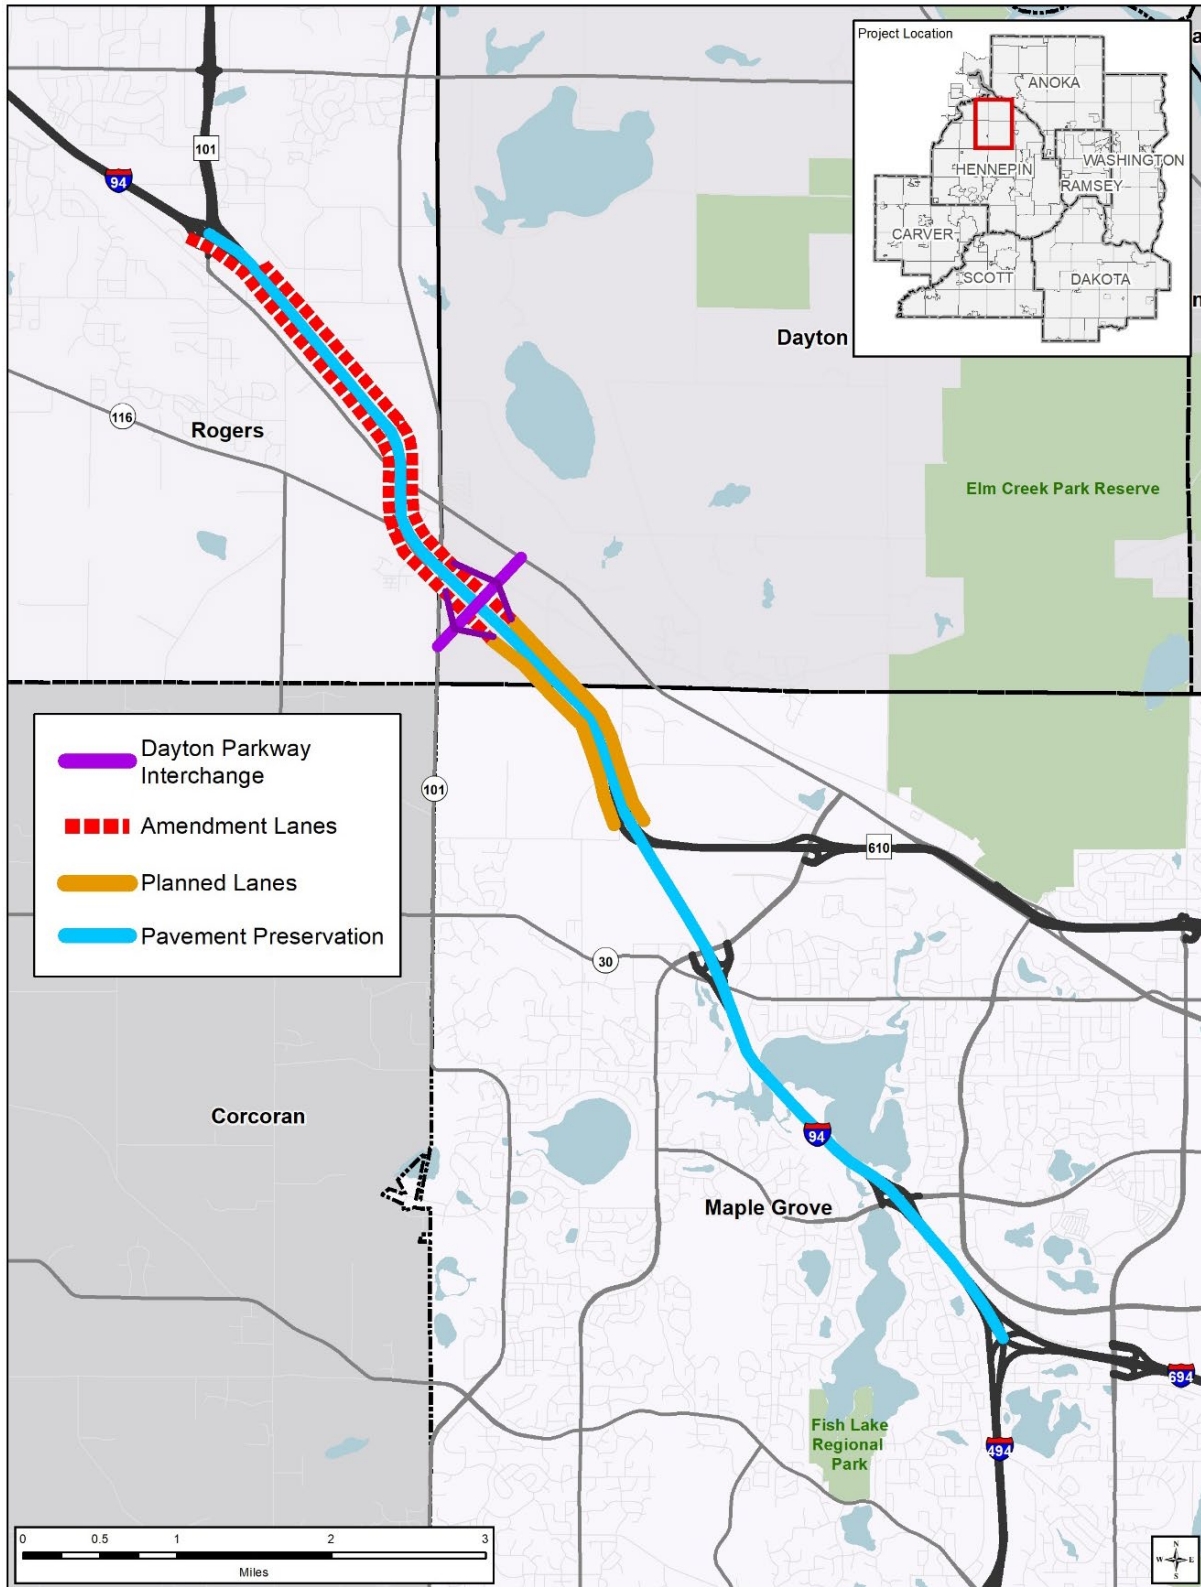 Project Location
ANOKA
HENNEPIN
WASHINGTON
RAMSEY
CARVER
SCOTT
DAKOTA
101
94
Dayton
116
Rogers
Elm Creek Park Reserve
Dayton Parkway
Interchange
Amendment Lanes
Planned Lanes
Pavement Preservation
101
610
30
Corcoran
94
Maple Grove
694
Fish Lake
Regional
Park
494
0 0.5 1 2 3
Miles
N
W E
S